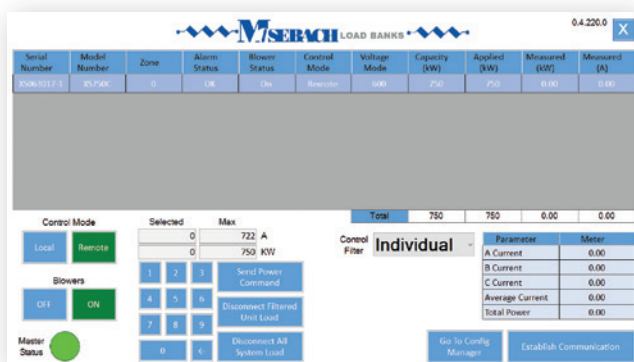 0.4.220.0
X
MSEBACH LOAD BANKS
Serial Number Model Number Zone Alarm Status Blower Status Control Mode Voltage Mode Capacity (kW) Applied (kW) Measured (kW) Measured (A)
0 OK On Remote 600 750 750 0.00 0.00
Total 750 750 0.00 0.00
Control Mode
Local Remote
Blowers
OFF ON
Master Status
Selected Max
0 722 A
0 750 KW
1 2 3
4 5 6
7 8 9
0 <-
Send Power Command
Disconnect Filtered Unit Load
Disconnect All System Load
Control Filter Individual
Parameter Meter
A Current 0.00
B Current 0.00
C Current 0.00
Average Current 0.00
Total Power 0.00
Go To Config Manager
Establish Communication